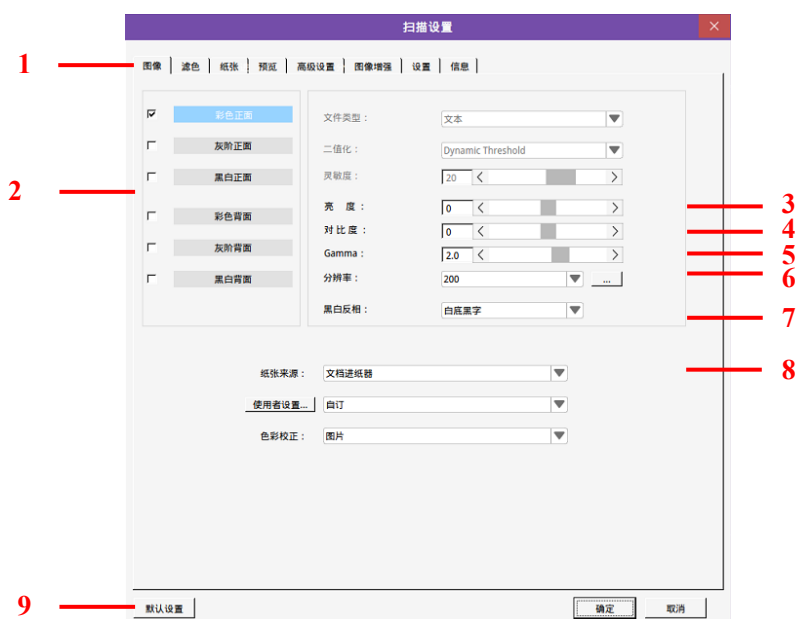 扫描设置
1
图像 滤色 纸张 预览 高级设置 图像增强 设置 信息
2
彩色正面
灰阶正面
黑白正面
彩色背面
灰阶背面
黑白背面
文件类型： 文本
二值化： Dynamic Threshold
灵敏度： 20
亮 度： 0 3
对比度： 0 4
Gamma： 2.0 5
分辨率： 200 ... 6
黑白反相： 白底黑字 7
纸张来源： 文档进纸器 8
使用者设置... 自订
色彩校正： 图片
9 默认设置 确定 取消